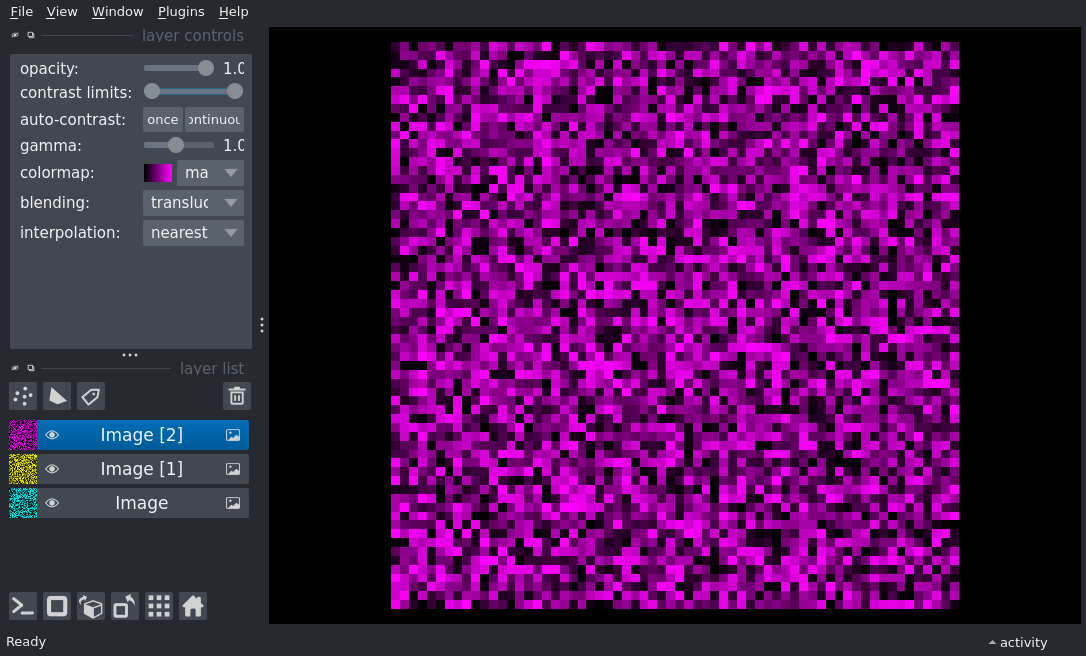 File View Window Plugins Help
layer controls
opacity: 1.0
contrast limits:
auto-contrast: once ontinuou
gamma: 1.0
colormap: ma
blending: transluc
interpolation: nearest
layer list
Image [2]
Image [1]
Image
Ready
activity